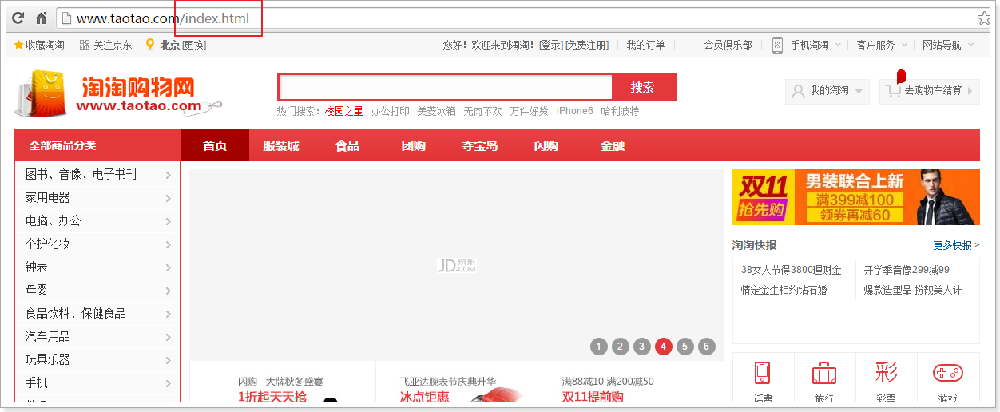 www.taotao.com/index.html
收藏淘淘 关注京东 北京 [更换] 您好！欢迎来到淘淘！[登录] [免费注册] 我的订单 会员俱乐部 手机淘淘 客户服务 网站导航
淘淘购物网
www.taotao.com
搜索
我的淘淘 去购物车结算 >
热门搜索： 校园之星 办公打印 美菱冰箱 无肉不欢 万件好货 iPhone6 哈利波特
全部商品分类 首页 服装城 食品 团购 夺宝岛 闪购 金融
图书、音像、电子书刊 >
家用电器 >
电脑、办公 >
个护化妆 >
钟表 >
母婴 >
食品饮料、保健食品 >
汽车用品 >
玩具乐器 >
手机 >
JD 京东
.COM
1 2 3 4 5 6
闪购 大牌秋冬盛宴
1折起天天抢
飞亚达腕表节庆典升华
冰点钜惠
满88减10 满200减50
双11提前购
双11
抢先购
男装联合上新
满399减100
领券再减60
淘淘快报 更多快报 >
38女人节得3800理财金 开学季音像299减99
情定金生相约钻石婚 爆款造型品 扮靓美人计
彩
话费 旅行 彩票 游戏